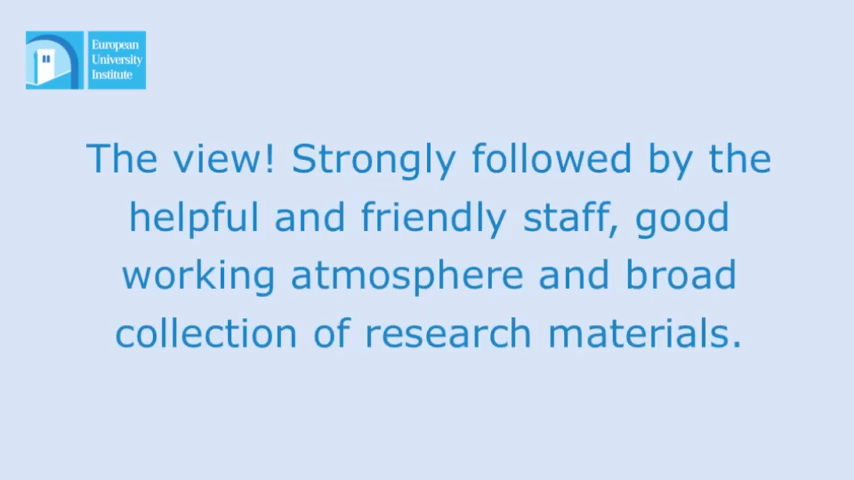 European
University
Institute
The view! Strongly followed by the
helpful and friendly staff, good
working atmosphere and broad
collection of research materials.